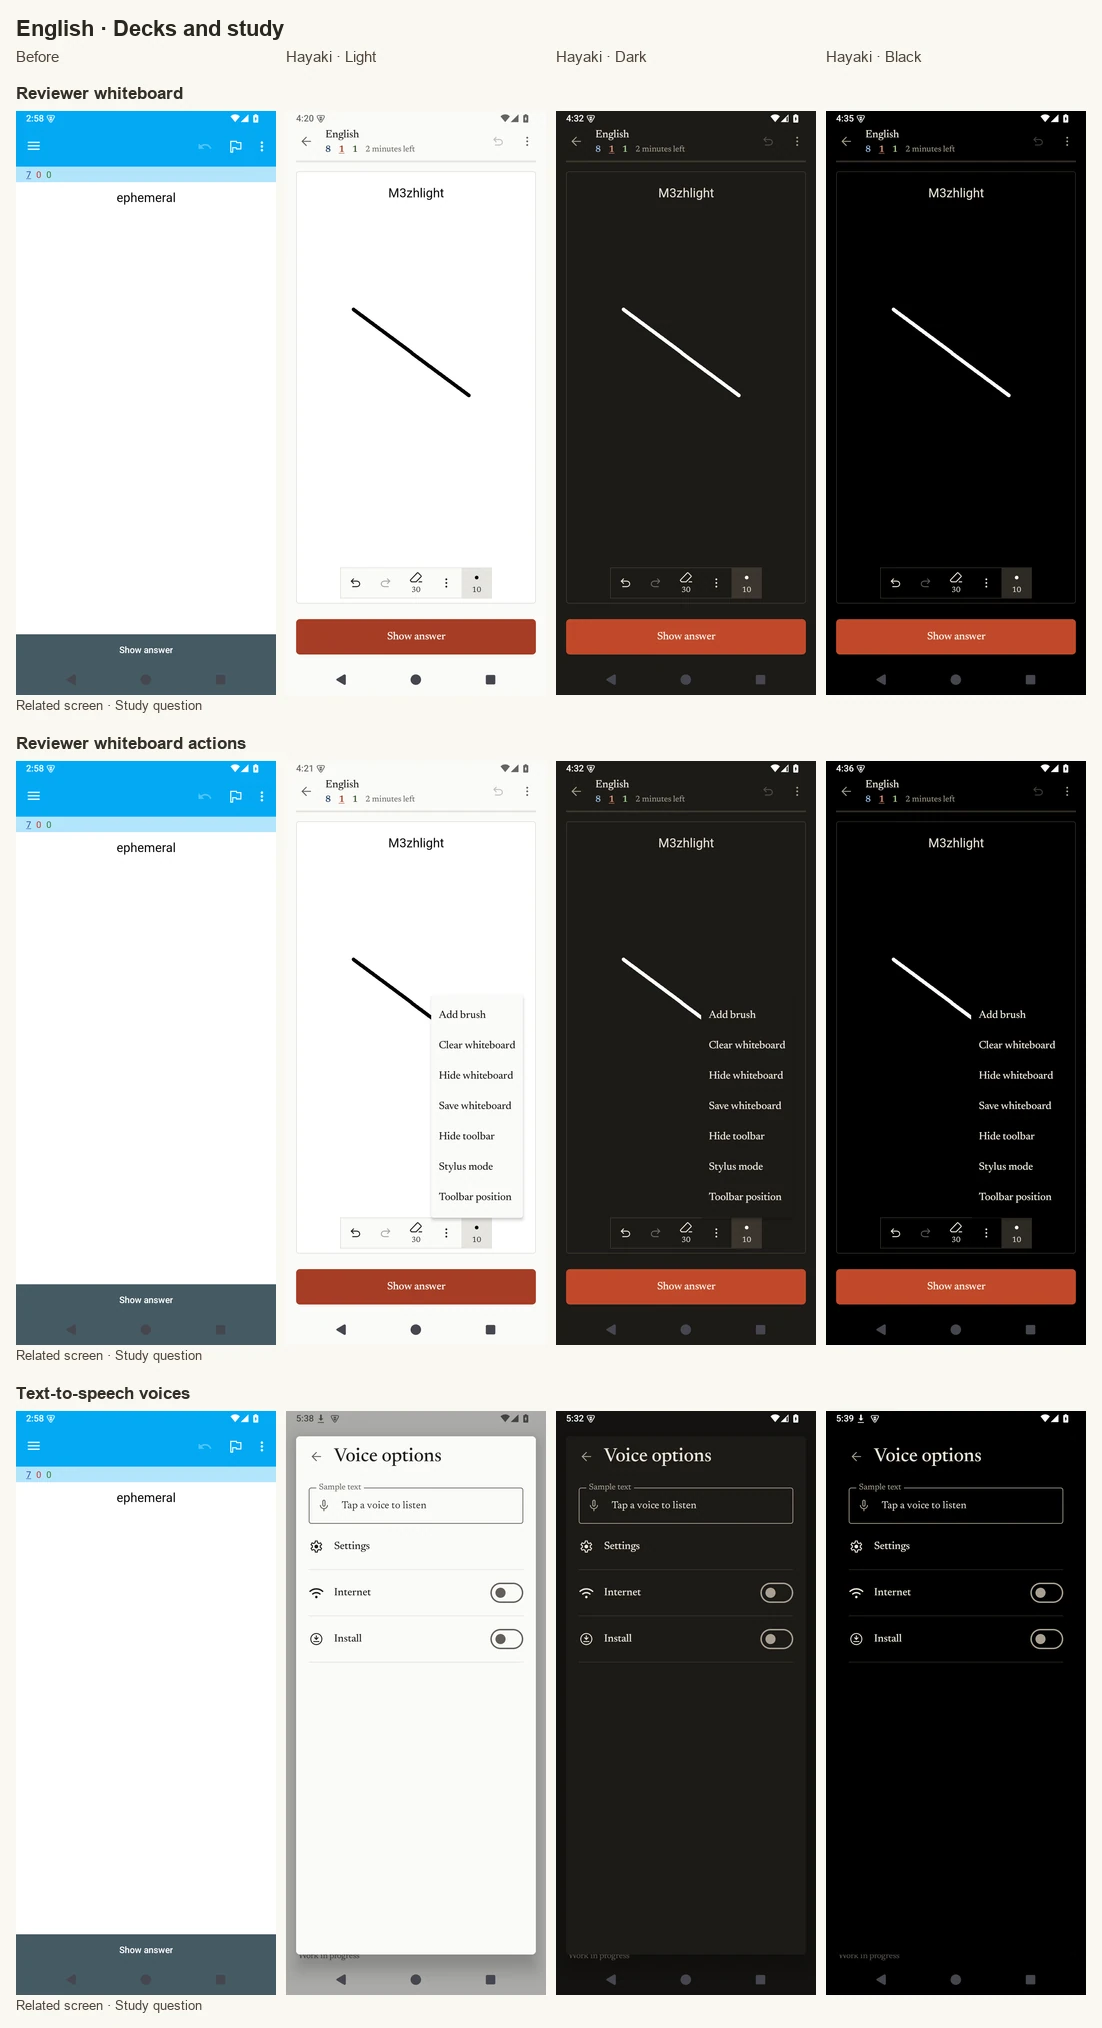 English · Decks and study
Before
Hayaki · Light
Hayaki · Dark
Hayaki · Black
Reviewer whiteboard
2:58
7 0 0
ephemeral
Show answer
4:20
English
8 1 1 2 minutes left
M3zhlight
30
10
Show answer
4:32
English
8 1 1 2 minutes left
M3zhlight
30
10
Show answer
4:35
English
8 1 1 2 minutes left
M3zhlight
30
10
Show answer
Related screen · Study question
Reviewer whiteboard actions
2:58
7 0 0
ephemeral
Show answer
4:21
English
8 1 1 2 minutes left
M3zhlight
Add brush
Clear whiteboard
Hide whiteboard
Save whiteboard
Hide toolbar
Stylus mode
Toolbar position
30
10
Show answer
4:32
English
8 1 1 2 minutes left
M3zhlight
Add brush
Clear whiteboard
Hide whiteboard
Save whiteboard
Hide toolbar
Stylus mode
Toolbar position
30
10
Show answer
4:36
English
8 1 1 2 minutes left
M3zhlight
Add brush
Clear whiteboard
Hide whiteboard
Save whiteboard
Hide toolbar
Stylus mode
Toolbar position
30
10
Show answer
Related screen · Study question
Text-to-speech voices
2:58
7 0 0
ephemeral
Show answer
5:38
Voice options
Sample text
Tap a voice to listen
Settings
Internet
Install
Work in progress
5:32
Voice options
Sample text
Tap a voice to listen
Settings
Internet
Install
Work in progress
5:39
Voice options
Sample text
Tap a voice to listen
Settings
Internet
Install
Work in progress
Related screen · Study question